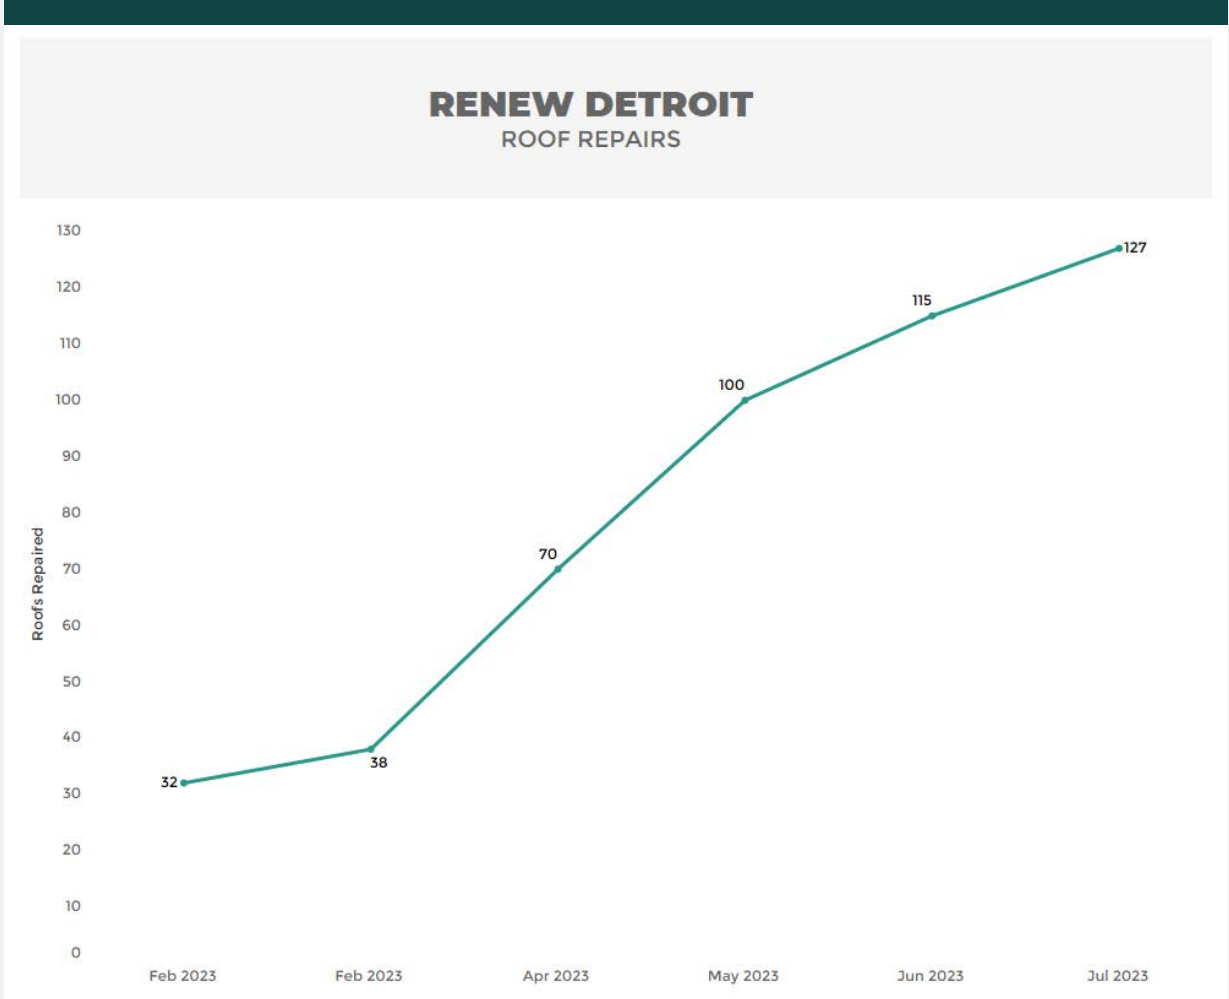 RENEW DETROIT
ROOF REPAIRS
130
120
110
100
90
80
70
60
50
40
30
20
10
0
Roofs Repaired
32
38
70
100
115
127
Feb 2023
Feb 2023
Apr 2023
May 2023
Jun 2023
Jul 2023